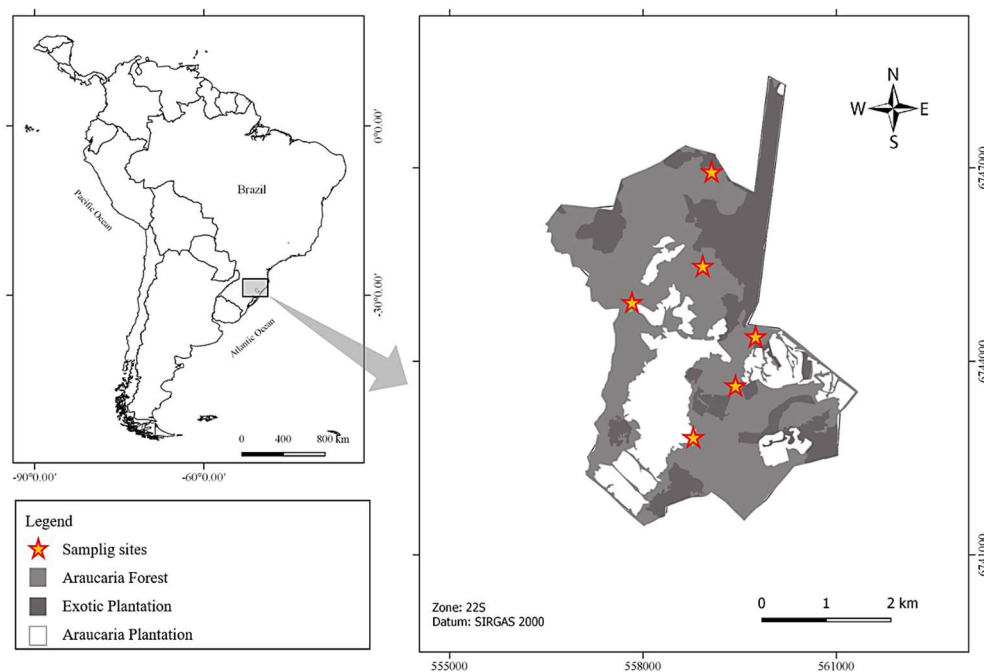 Brazil
Pacific Ocean
Atlantic Ocean
0 400 800 km
0°0.00'
-30°0.00'
-90°0.00'
-60°0.00'
Legend
Samplig sites
Araucaria Forest
Exotic Plantation
Araucaria Plantation
N
W E
S
6747000
6744000
6741000
Zone: 22S
Datum: SIRGAS 2000
0 1 2 km
555000
558000
561000